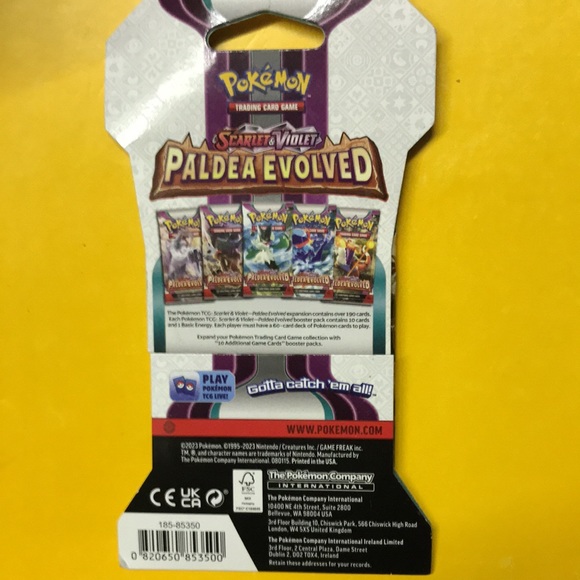 POKéMON
TRADING CARD GAME
SCARLET & VIOLET
PALDEA EVOLVED
The Pokémon TCG: Scarlet & Violet—Paldea Evolved expansion contains over 190 cards.
Each Pokémon TCG: Scarlet & Violet—Paldea Evolved booster pack contains 10 cards
and 1 Basic Energy. Each player must have a 60-card deck of Pokémon cards to play.
Expand your Pokémon Trading Card Game collection with
"10 Additional Game Cards" booster packs.
PLAY
POKÉMON
TCG LIVE!
Gotta catch 'em all!
WWW.POKEMON.COM
©2023 Pokémon. ©1995-2023 Nintendo / Creatures Inc. / GAME FREAK inc.
TM, ®, and character names are trademarks of Nintendo. Manufactured by
The Pokémon Company International. 080115. Printed in the USA.
The Pokémon Company
INTERNATIONAL
CE UK
CA
FSC
The Pokémon Company International
10400 NE 4th Street, Suite 2800
Bellevue, WA 98004 USA
3rd Floor Building 10, Chiswick Park, 566 Chiswick High Road
London, W4 5XS United Kingdom
The Pokémon Company International Ireland Limited
3rd Floor, 2 Central Plaza, Dame Street
Dublin 2, D02 T0X4, Ireland
Retain these addresses for your records.
185-85350
0 820650 853500